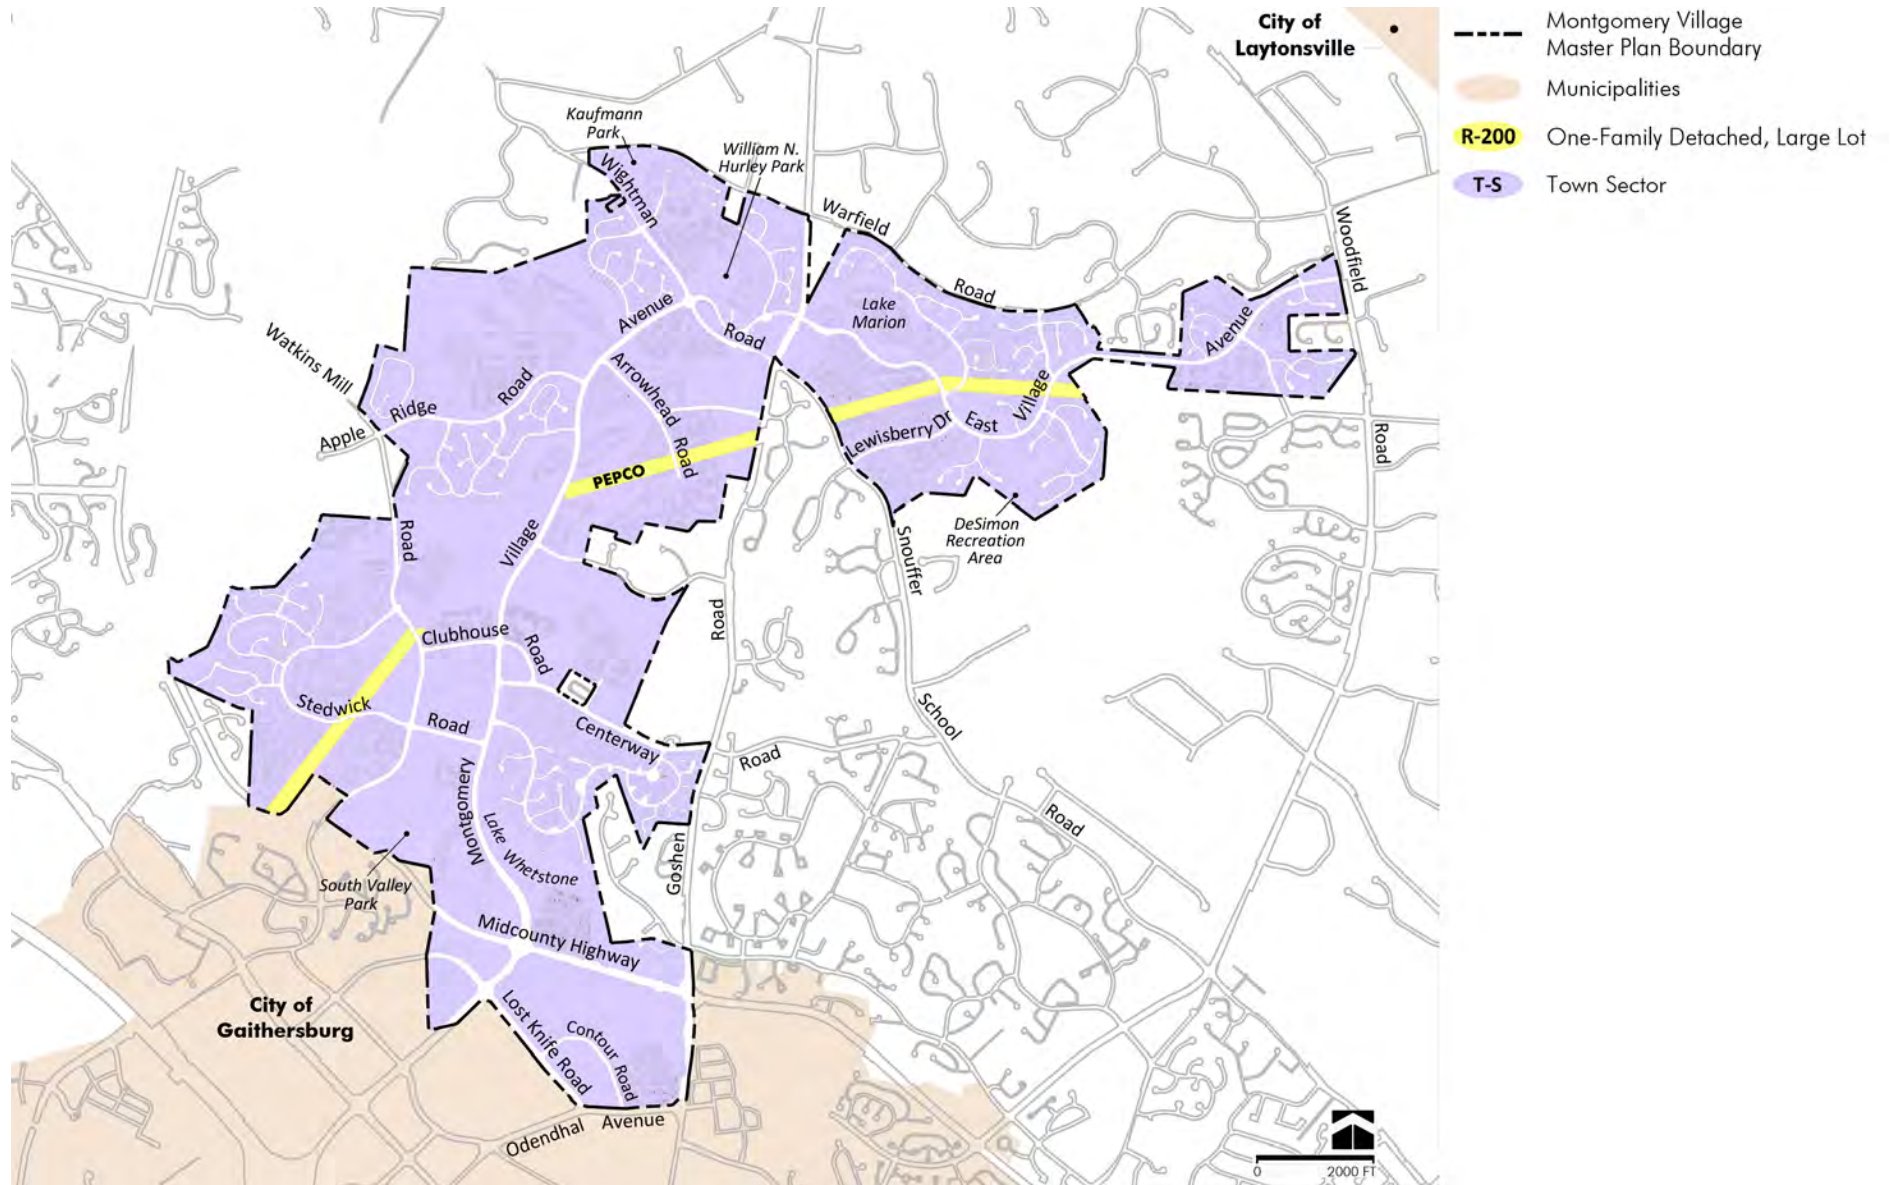 City of
Laytonsville
Montgomery Village
Master Plan Boundary
Municipalities
R-200 One-Family Detached, Large Lot
T-S Town Sector
Kaufmann
Park
William N.
Hurley Park
Wightman
Warfield
Woodfield
Road
Lake
Marion
Avenue
Road
Avenue
Watkins Mill
Arrowhead
Road
Ridge
Road
Apple
Village
East
Lewisberry Dr
Road
PEPCO
Road
Village
DeSimon
Recreation
Area
Snouffer
Road
Clubhouse
Road
Stedwick
Road
Centerway
School
Road
Montgomery
Lake
Whetstone
Road
Goshen
South Valley
Park
Midcounty Highway
City of
Gaithersburg
Lost Knife Road
Contour
Road
Odendhal Avenue
0 2000 FT